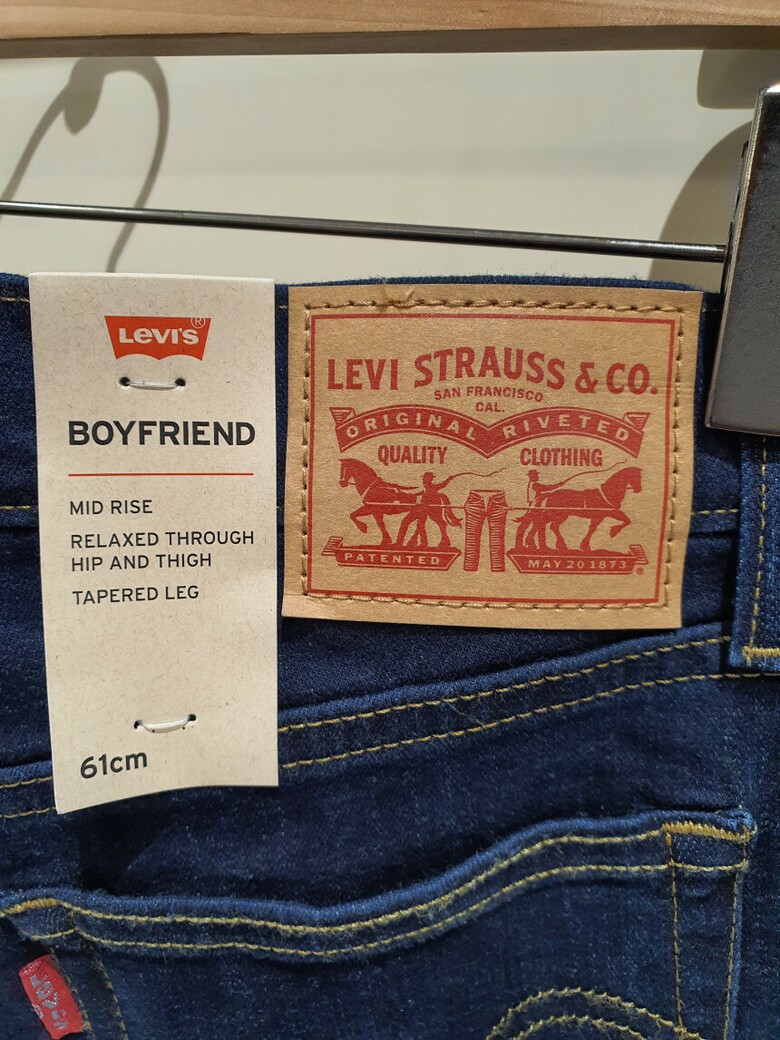 LEVI'S ®
BOYFRIEND
MID RISE
RELAXED THROUGH
HIP AND THIGH
TAPERED LEG
61cm
LEVI STRAUSS & CO.
SAN FRANCISCO
CAL.
ORIGINAL RIVETED
QUALITY CLOTHING
PATENTED MAY 20 1873